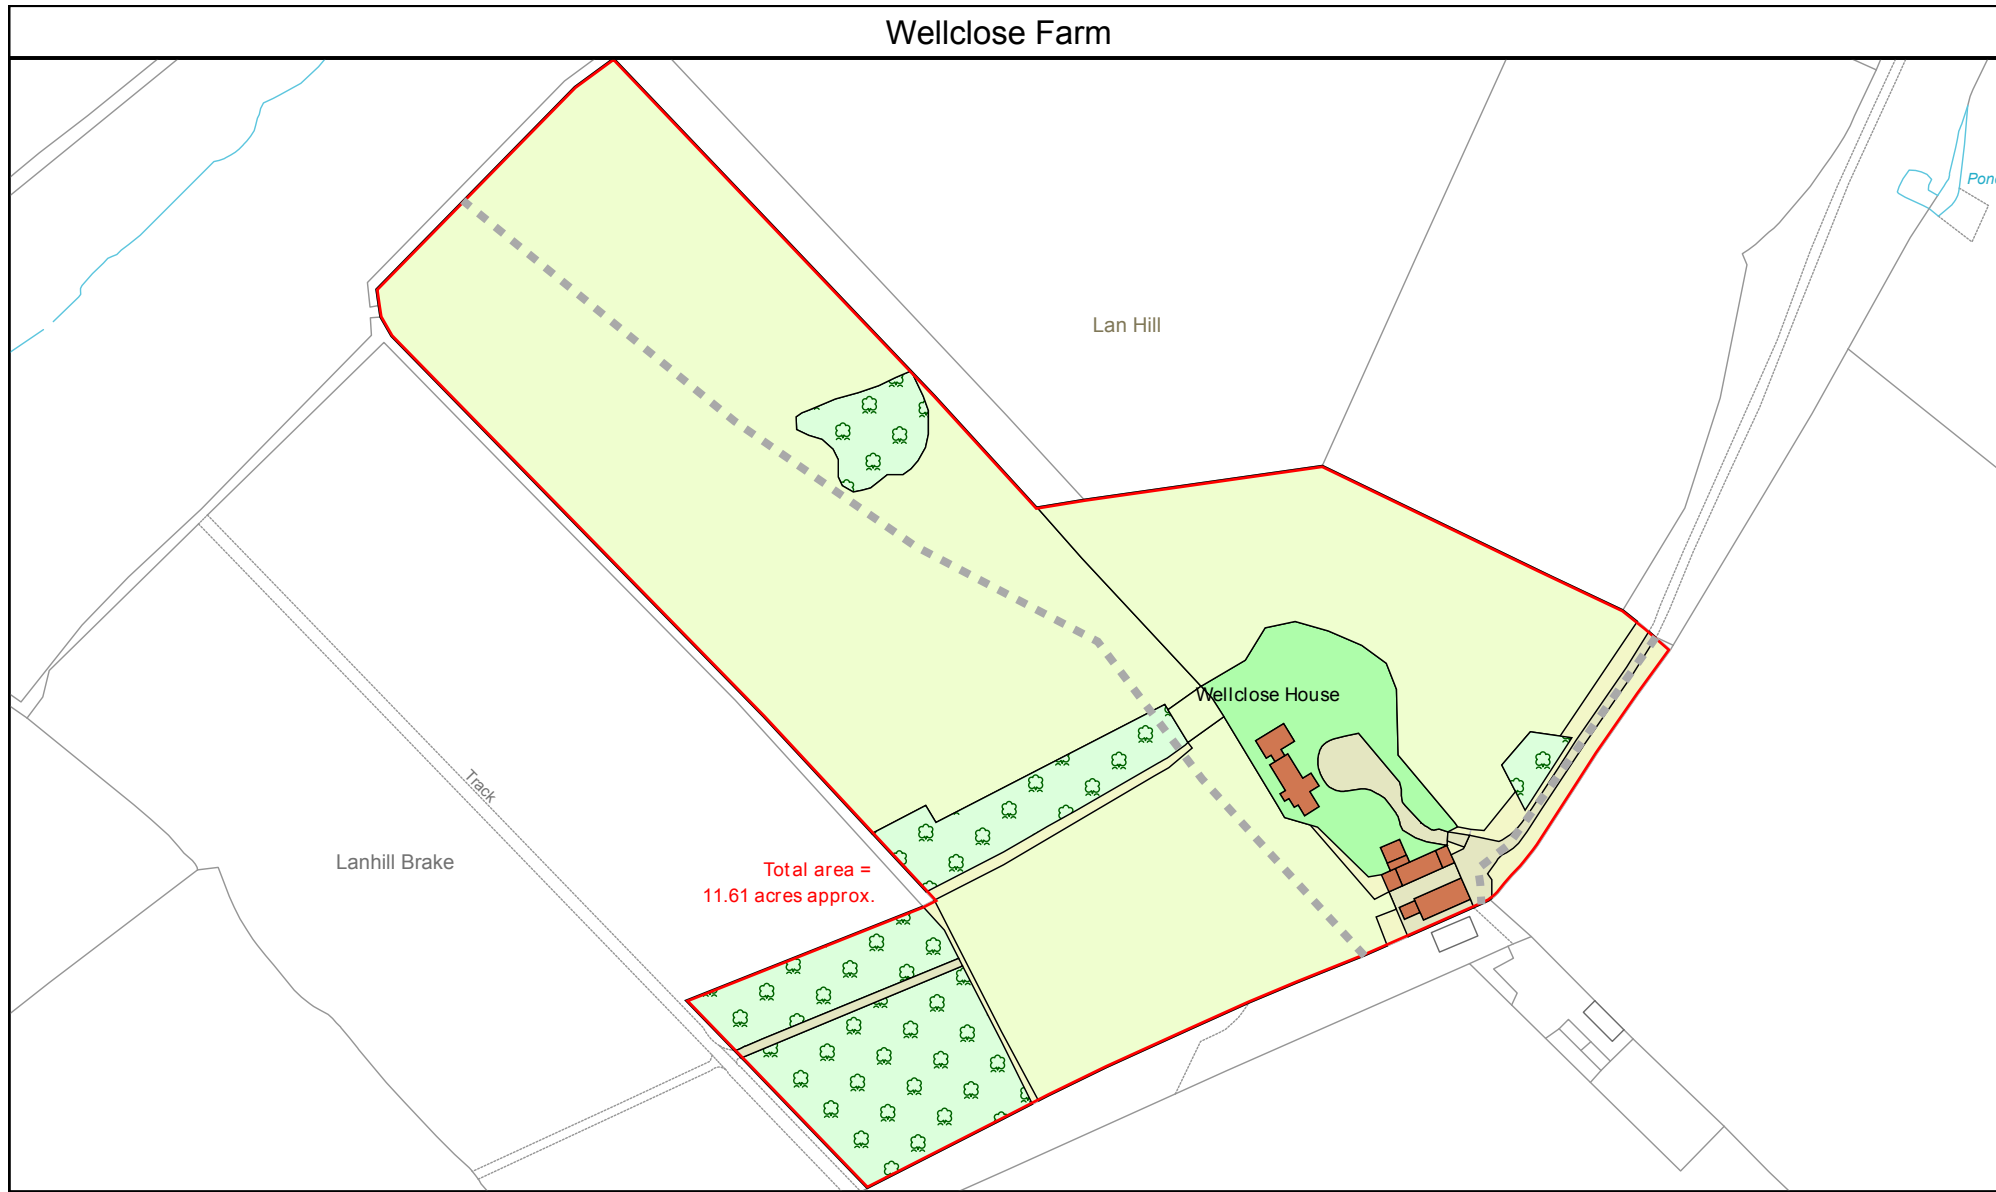 Wellclose Farm
Lan Hill
Wellclose House
Track
Lanhill Brake
Total area =
11.61 acres approx.